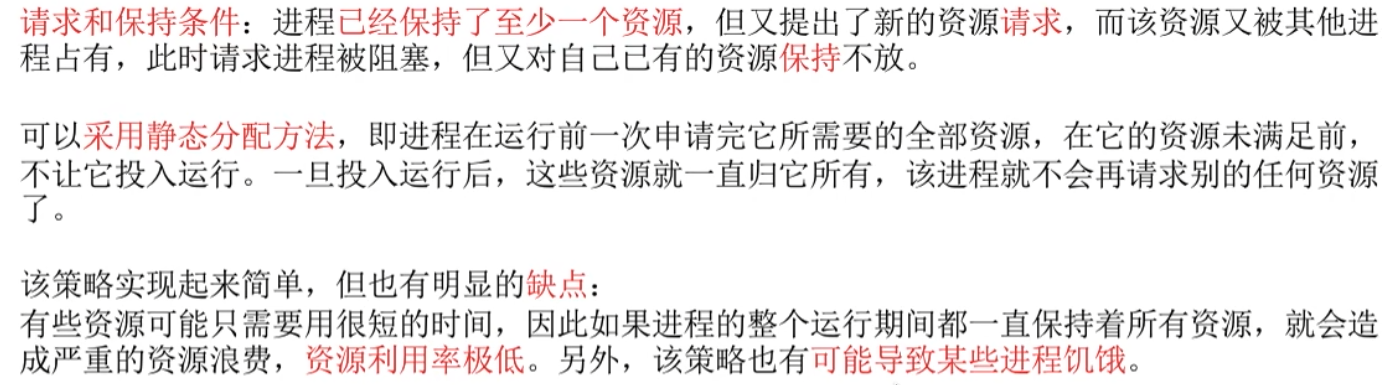 请求和保持条件：进程已经保持了至少一个资源，但又提出了新的资源请求，而该资源又被其他进
程占有，此时请求进程被阻塞，但又对自己已有的资源保持不放。
可以采用静态分配方法，即进程在运行前一次申请完它所需要的全部资源，在它的资源未满足前，
不让它投入运行。一旦投入运行后，这些资源就一直归它所有，该进程就不会再请求别的任何资源
了。
该策略实现起来简单，但也有明显的缺点：
有些资源可能只需要用很短的时间，因此如果进程的整个运行期间都一直保持着所有资源，就会造
成严重的资源浪费，资源利用率极低。另外，该策略也有可能导致某些进程饥饿。